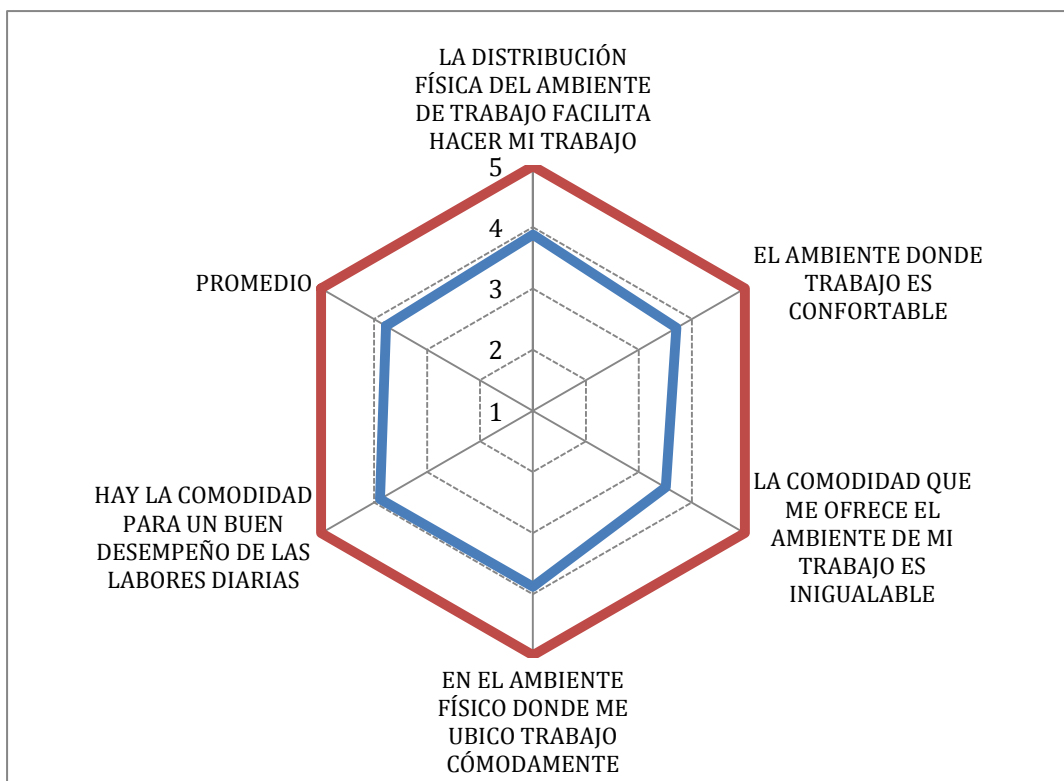 LA DISTRIBUCIÓN
FÍSICA DEL AMBIENTE
DE TRABAJO FACILITA
HACER MI TRABAJO
5
4
3
2
1
EL AMBIENTE DONDE
TRABAJO ES
CONFORTABLE
LA COMODIDAD QUE
ME OFRECE EL
AMBIENTE DE MI
TRABAJO ES
INIGUALABLE
EN EL AMBIENTE
FÍSICO DONDE ME
UBICO TRABAJO
CÓMODAMENTE
HAY LA COMODIDAD
PARA UN BUEN
DESEMPEÑO DE LAS
LABORES DIARIAS
PROMEDIO